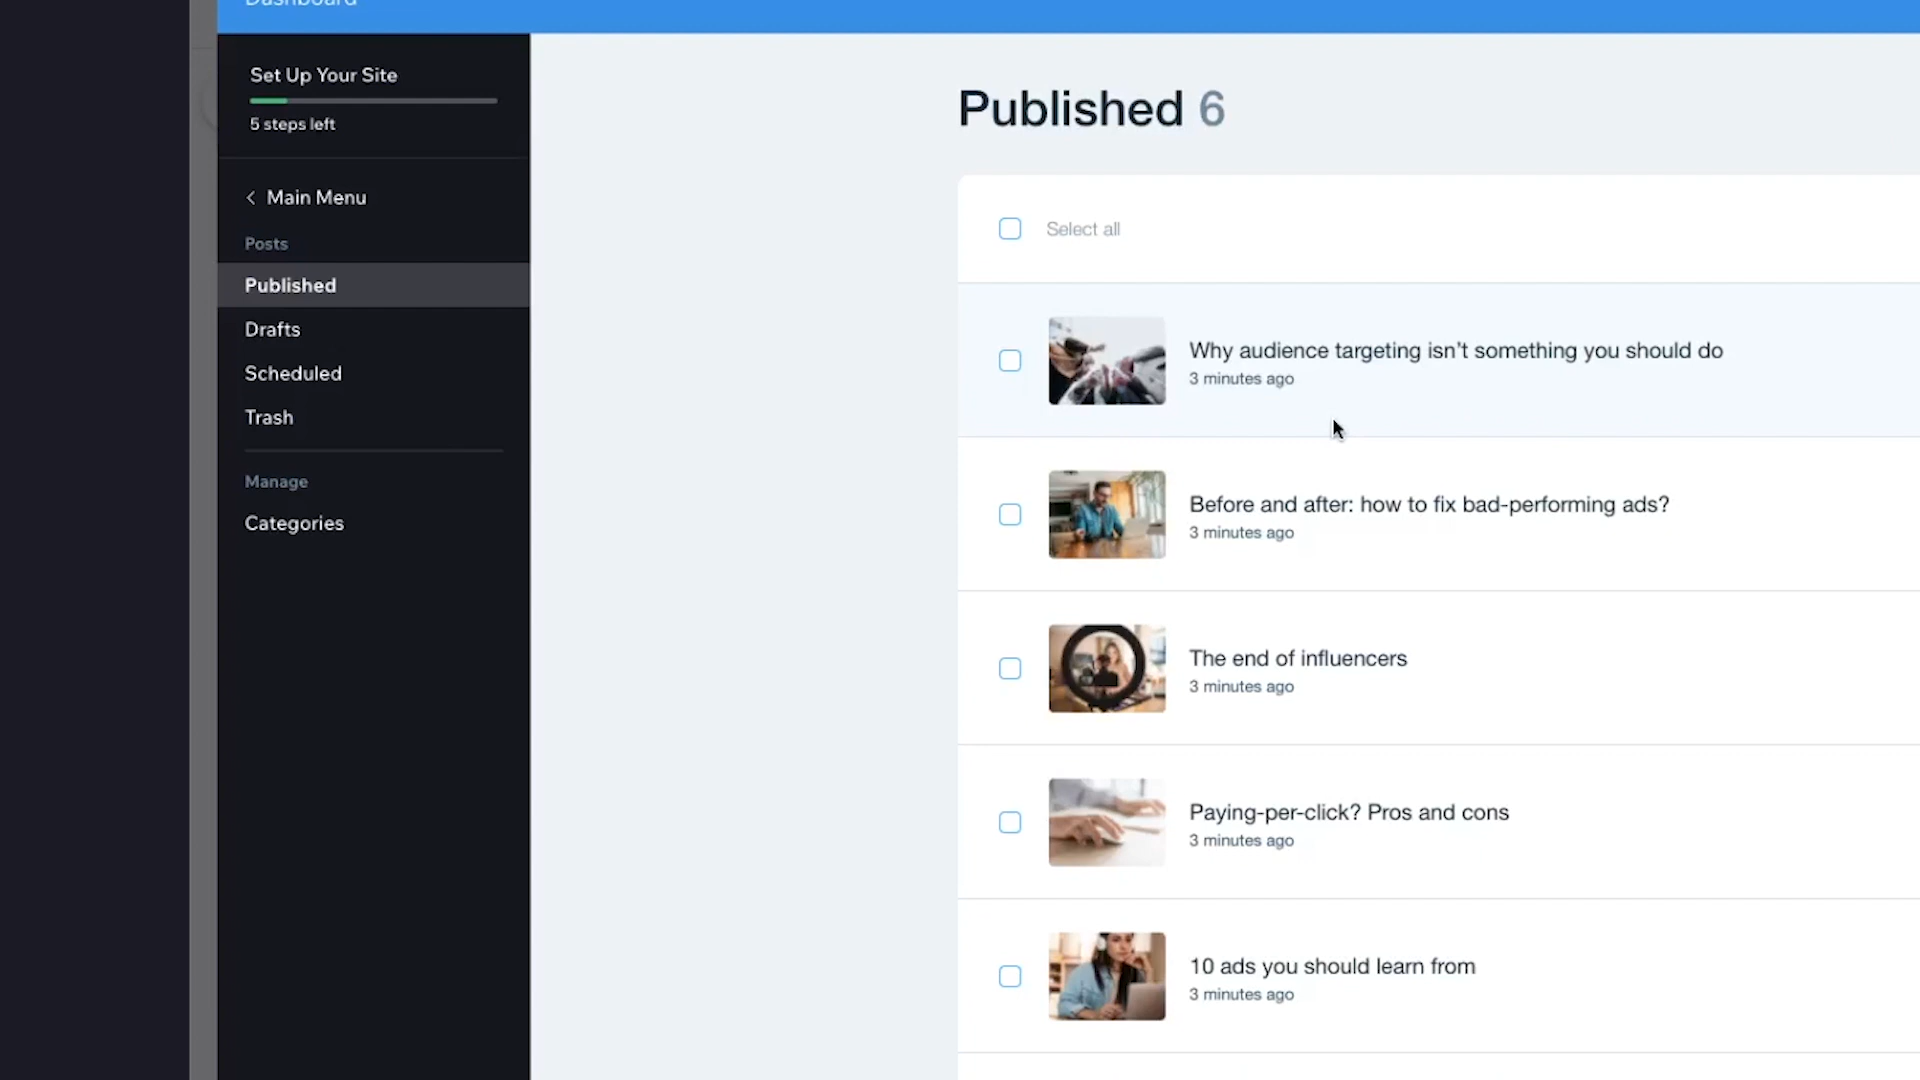 Dashboard
Set Up Your Site
5 steps left
Main Menu
Posts
Published
Drafts
Scheduled
Trash
Manage
Categories
Published 6
Select all
Why audience targeting isn't something you should do
3 minutes ago
Before and after: how to fix bad-performing ads?
3 minutes ago
The end of influencers
3 minutes ago
Paying-per-click? Pros and cons
3 minutes ago
10 ads you should learn from
3 minutes ago